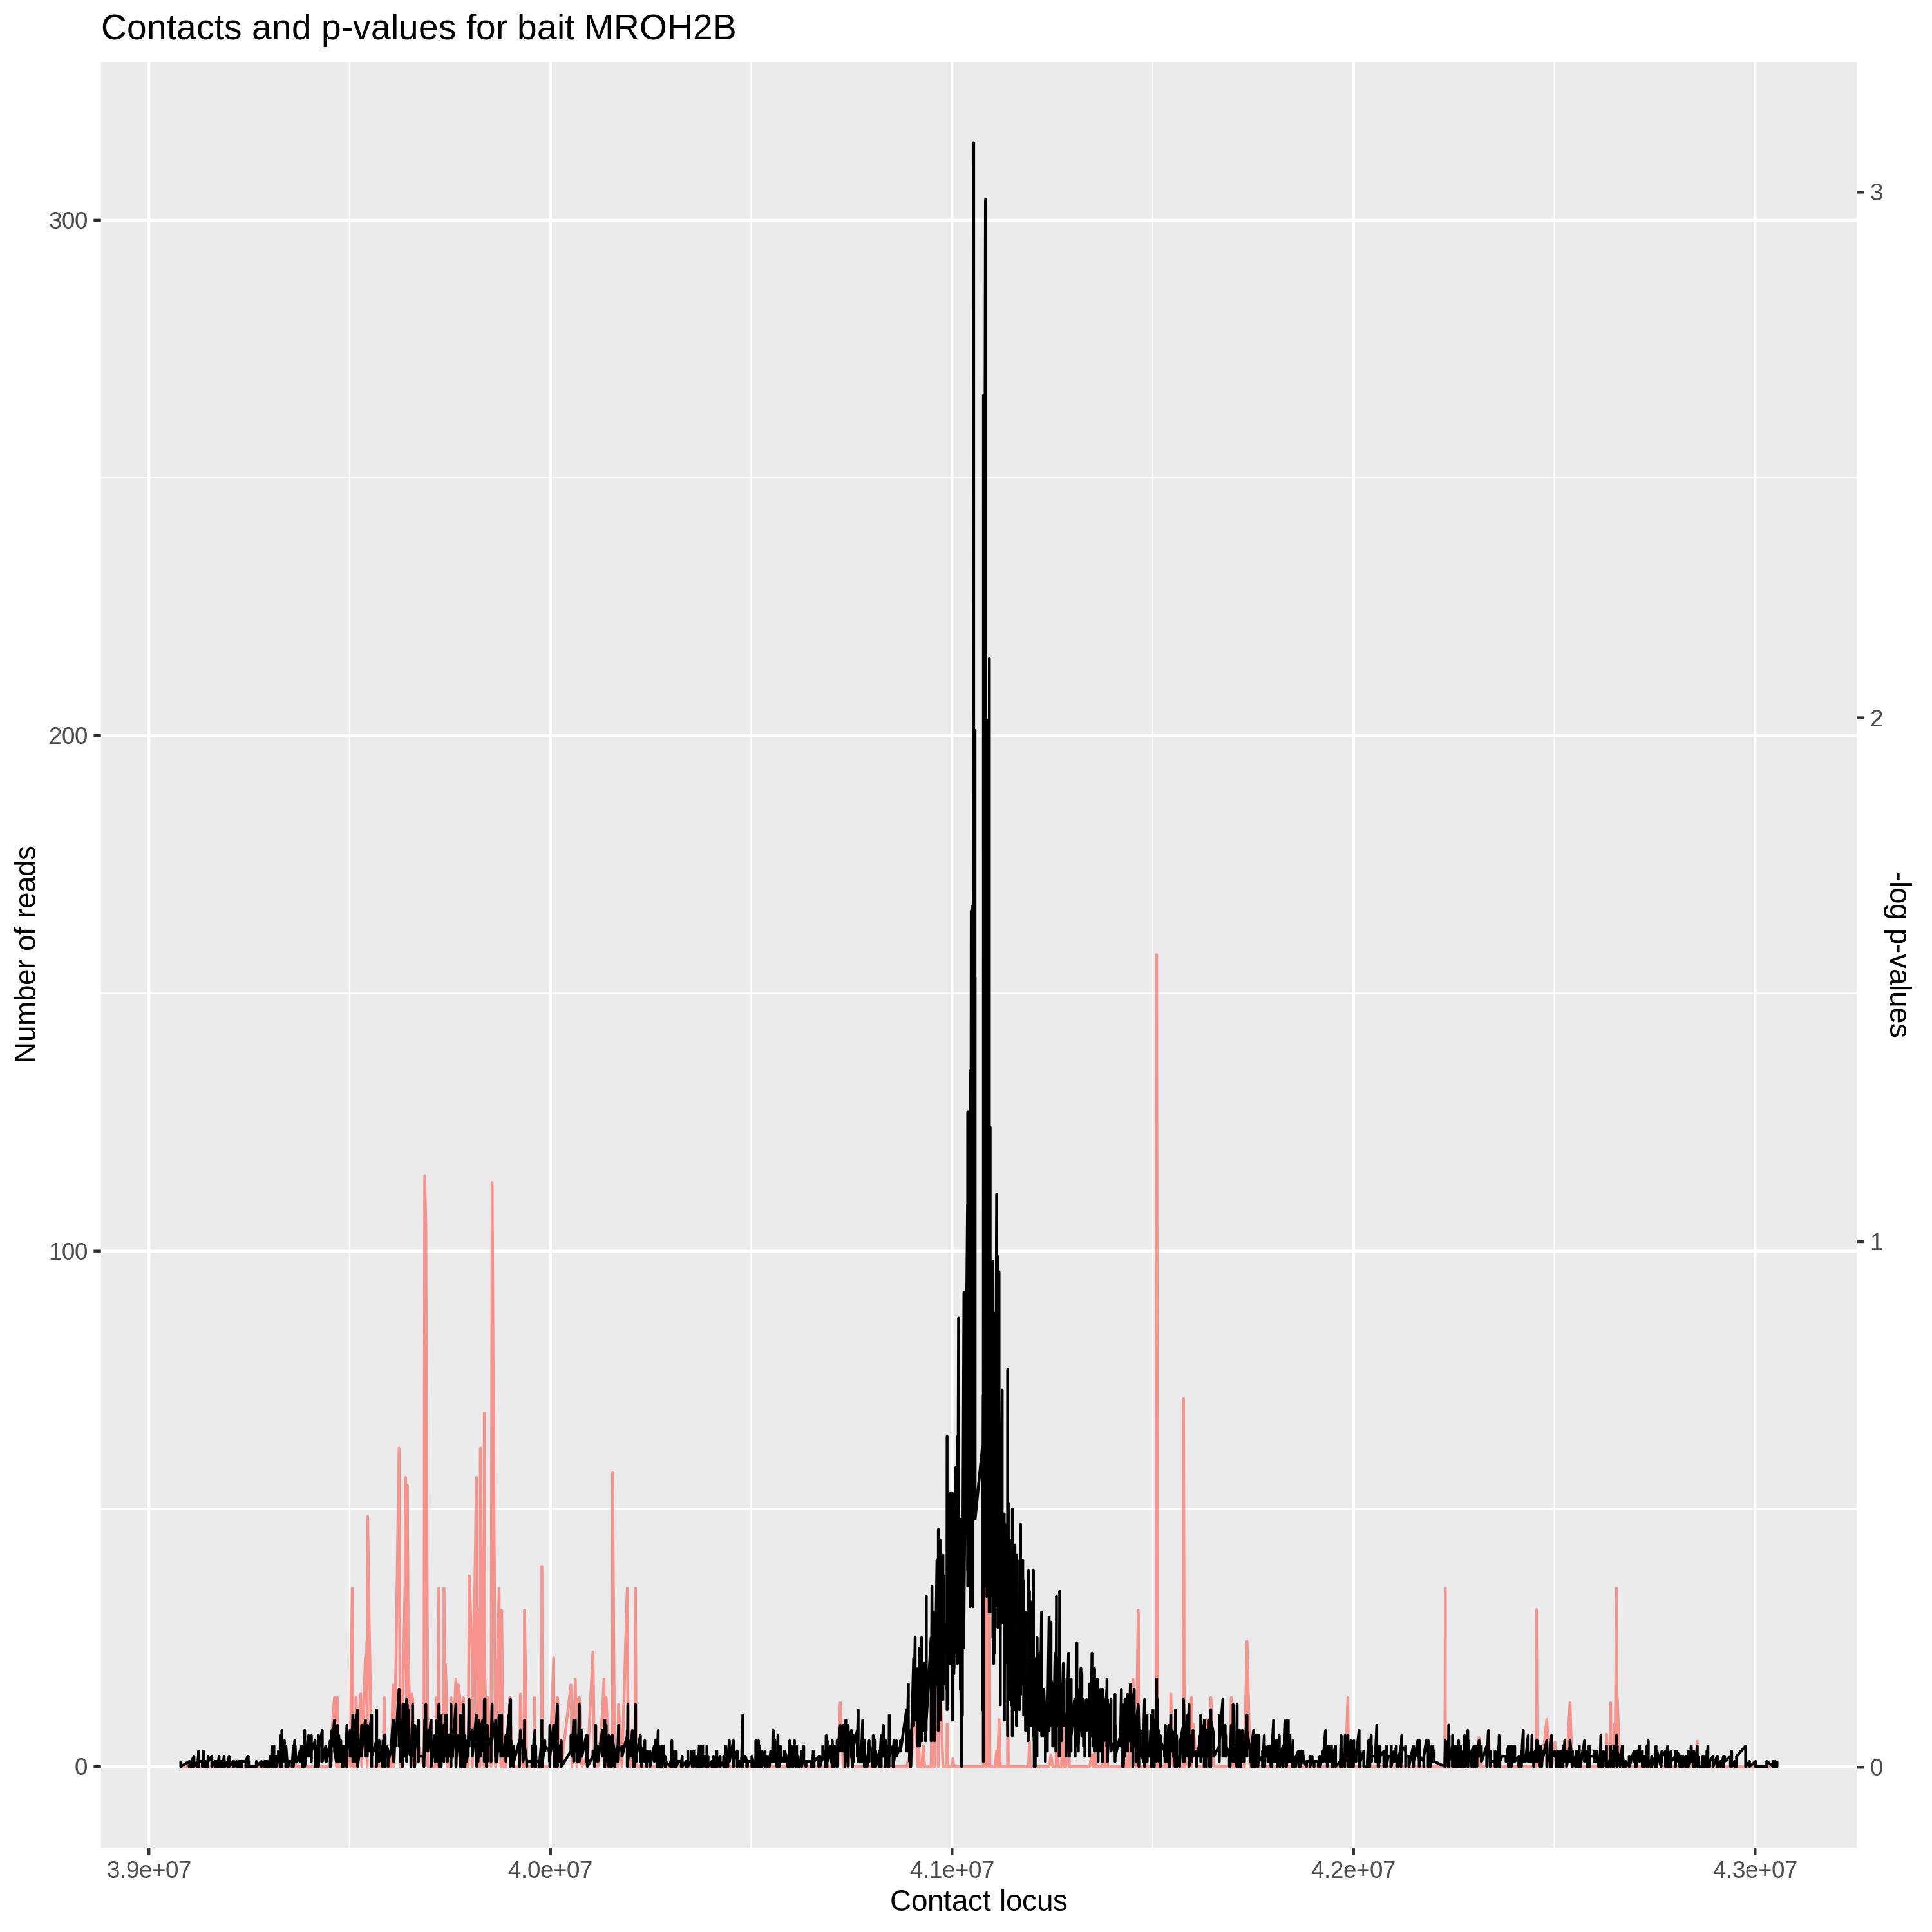 Contacts and p-values for bait MROH2B
300
200
100
0
Number of reads
3
2
1
0
-log p-values
3.9e+07 4.0e+07 4.1e+07 4.2e+07 4.3e+07
Contact locus